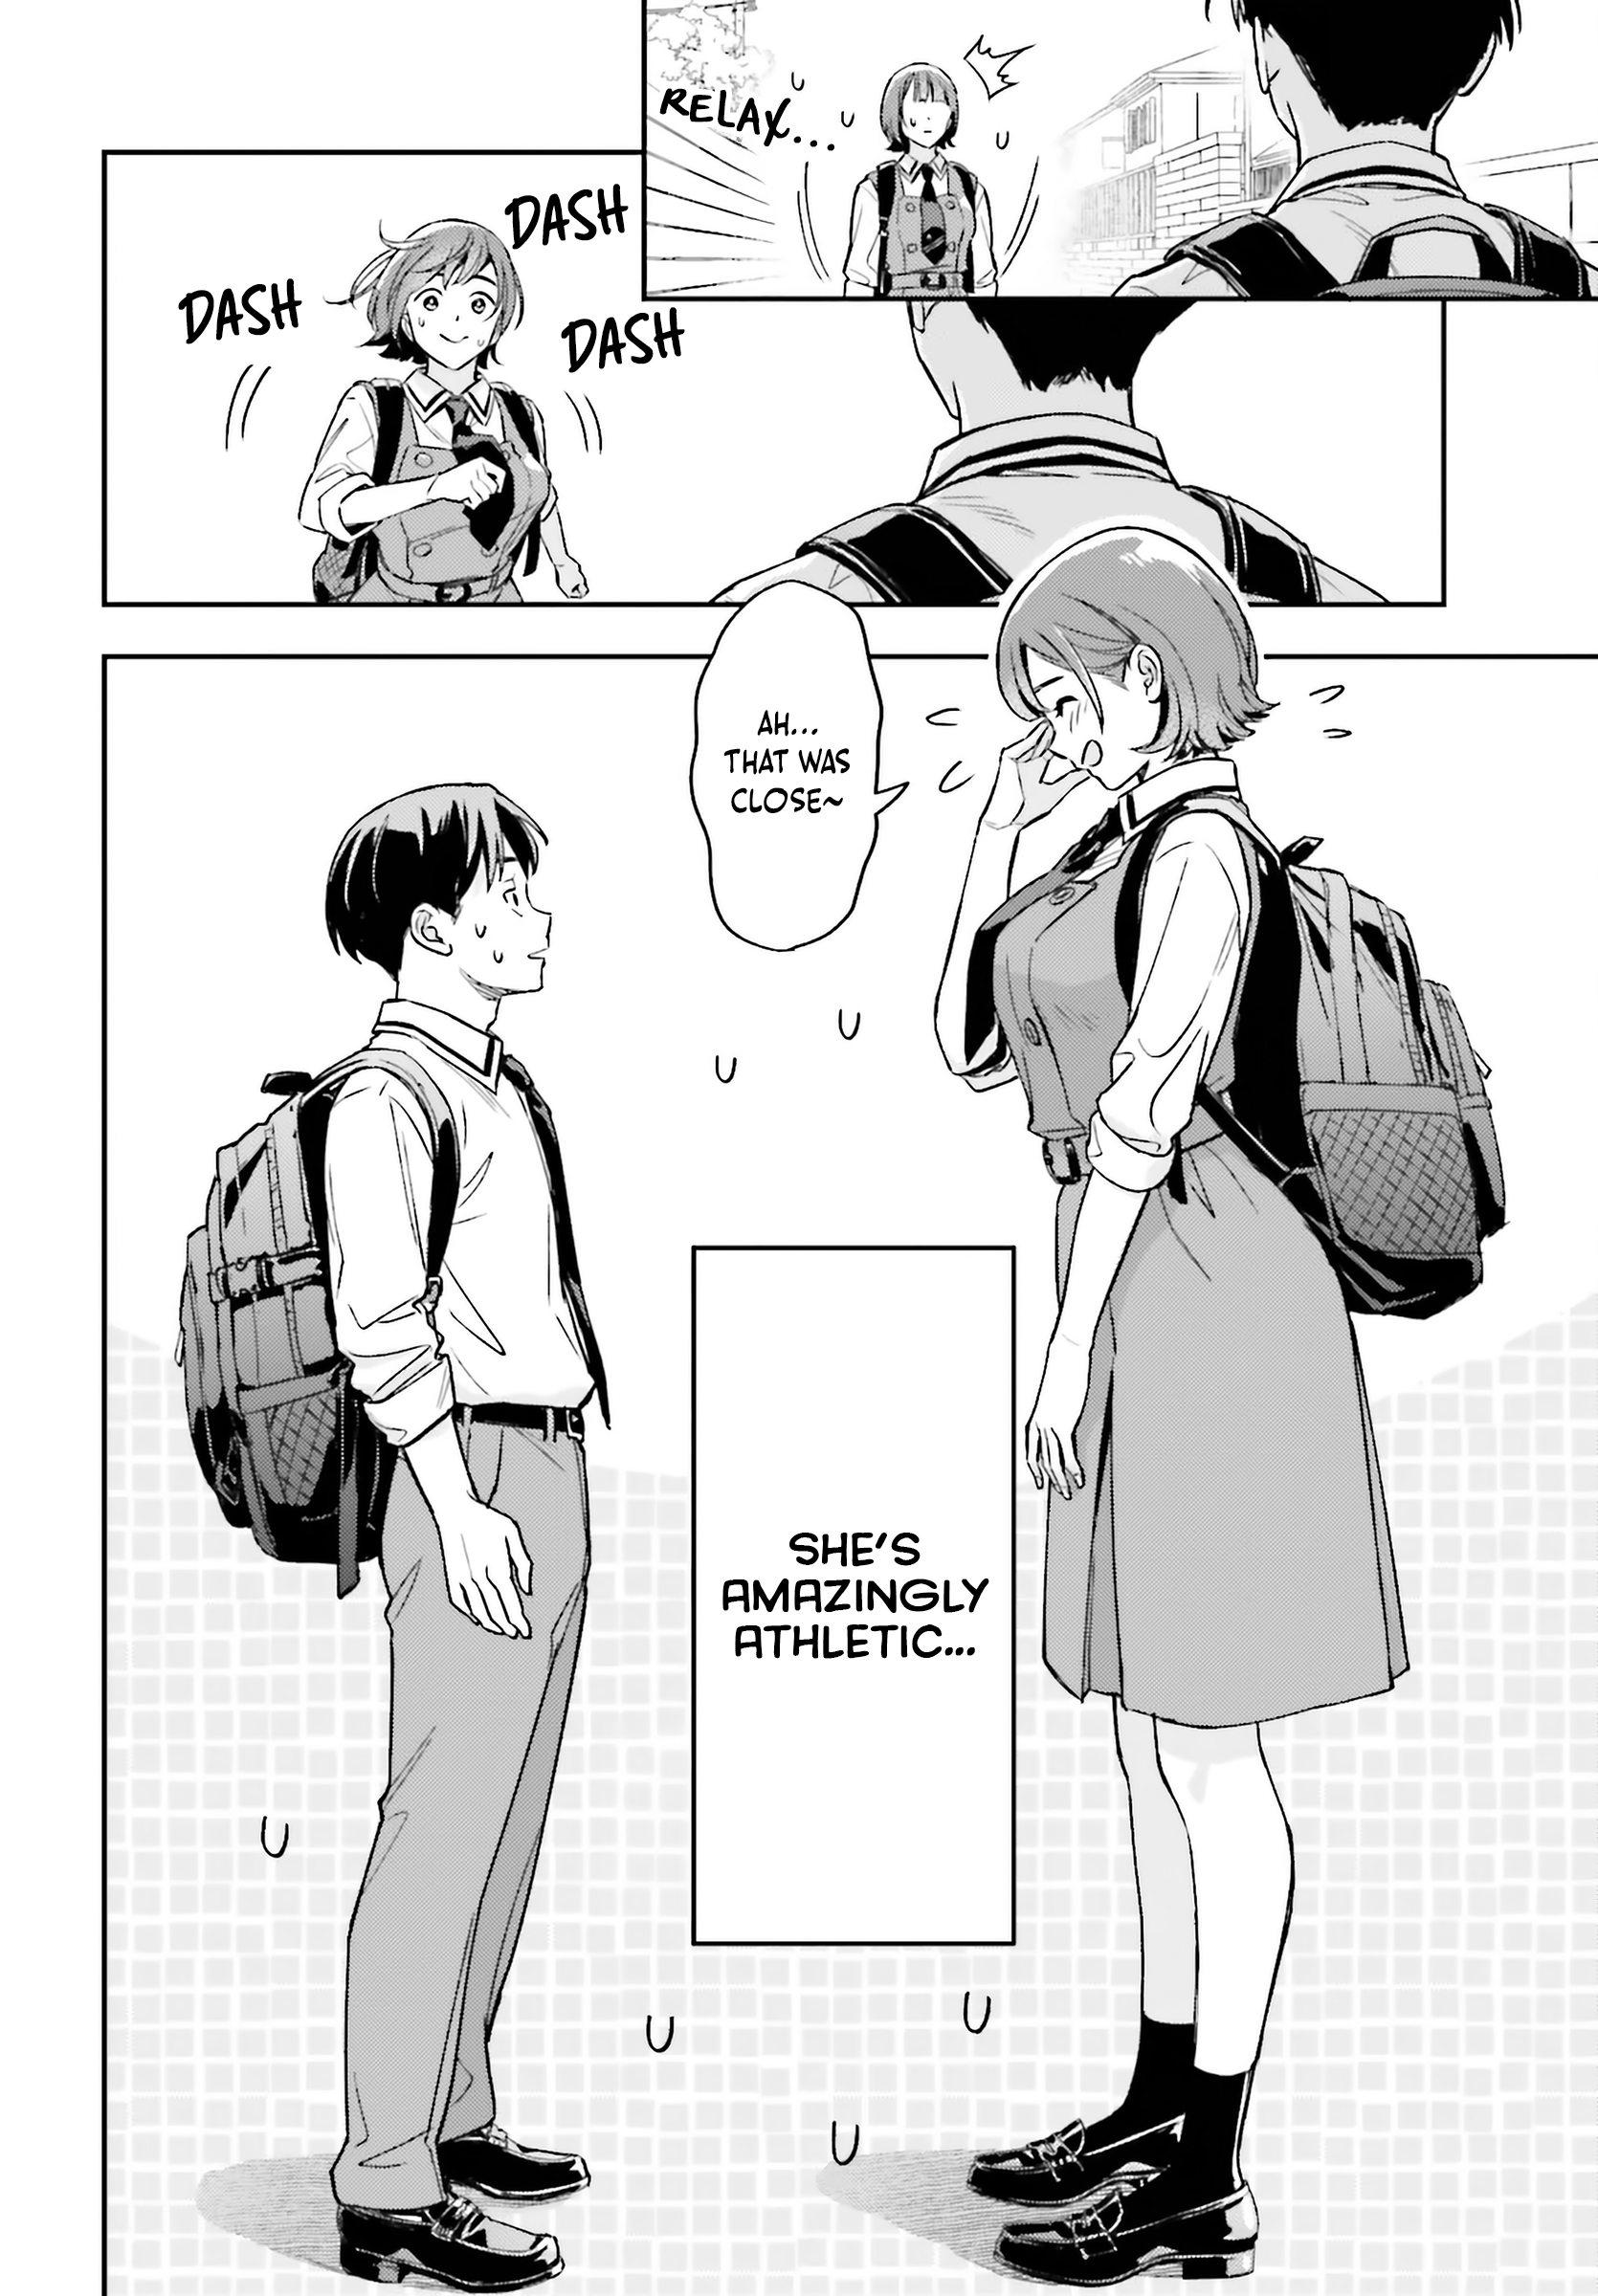 RELAX...
DASH
DASH
DASH
AH...
THAT WAS
CLOSE~
SHE'S
AMAZINGLY
ATHLETIC...